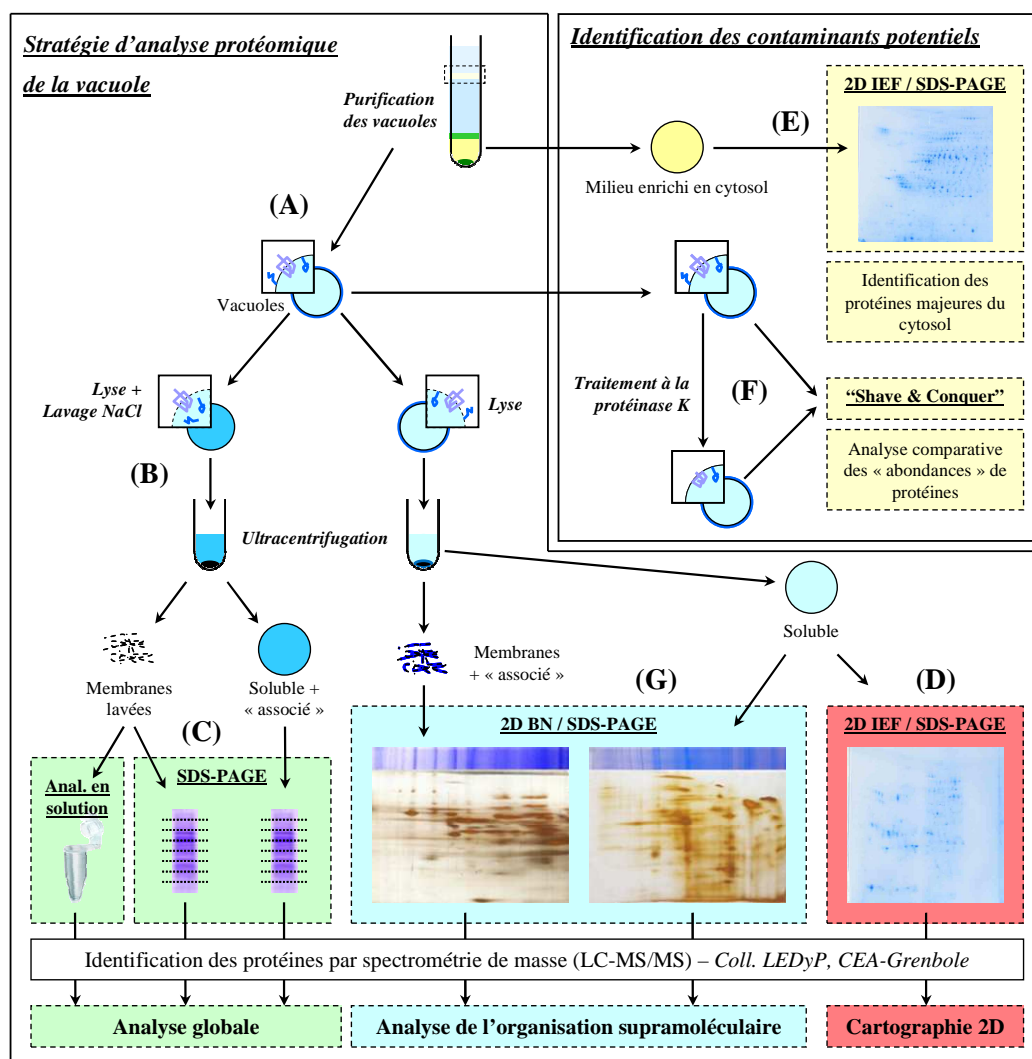 Stratégie d'analyse protéomique
de la vacuole
Identification des contaminants potentiels
Purification
des vacuoles
2D IEF / SDS-PAGE
(E)
Milieu enrichi en cytosol
(A)
Vacuoles
Identification des
protéines majeures du
cytosol
Lyse +
Lavage NaCl
Lyse
Traitement à la
protéinase K
(F)
"Shave & Conquer"
Analyse comparative
des « abondances » de
protéines
(B)
Ultracentrifugation
Soluble
Membranes
lavées
Soluble +
« associé »
Membranes
+ « associé »
(G)
(D)
(C)
2D BN / SDS-PAGE
2D IEF / SDS-PAGE
Anal. en
solution
SDS-PAGE
Identification des protéines par spectrométrie de masse (LC-MS/MS) – Coll. LEDyP, CEA-Grenbole
Analyse globale
Analyse de l'organisation supramoléculaire
Cartographie 2D